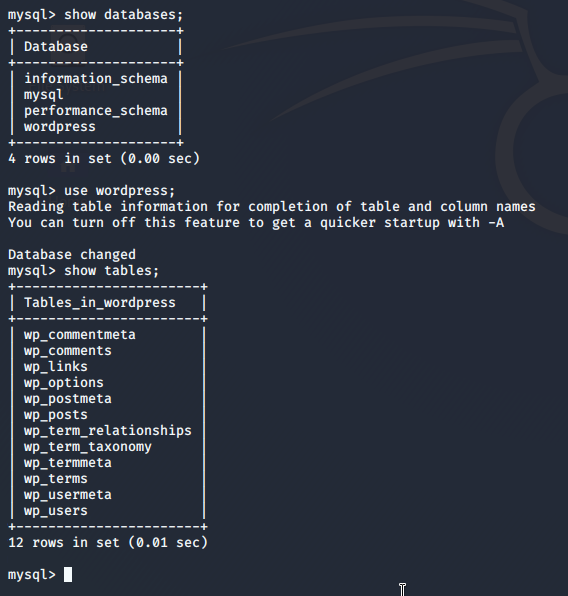 mysql> show databases;
+--------------------+
| Database           |
+--------------------+
| information_schema |
| mysql              |
| performance_schema |
| wordpress          |
+--------------------+
4 rows in set (0.00 sec)

mysql> use wordpress;
Reading table information for completion of table and column names
You can turn off this feature to get a quicker startup with -A

Database changed
mysql> show tables;
+-----------------------+
| Tables_in_wordpress   |
+-----------------------+
| wp_commentmeta        |
| wp_comments           |
| wp_links              |
| wp_options            |
| wp_postmeta           |
| wp_posts              |
| wp_term_relationships |
| wp_term_taxonomy      |
| wp_termmeta           |
| wp_terms              |
| wp_usermeta           |
| wp_users              |
+-----------------------+
12 rows in set (0.01 sec)

mysql>